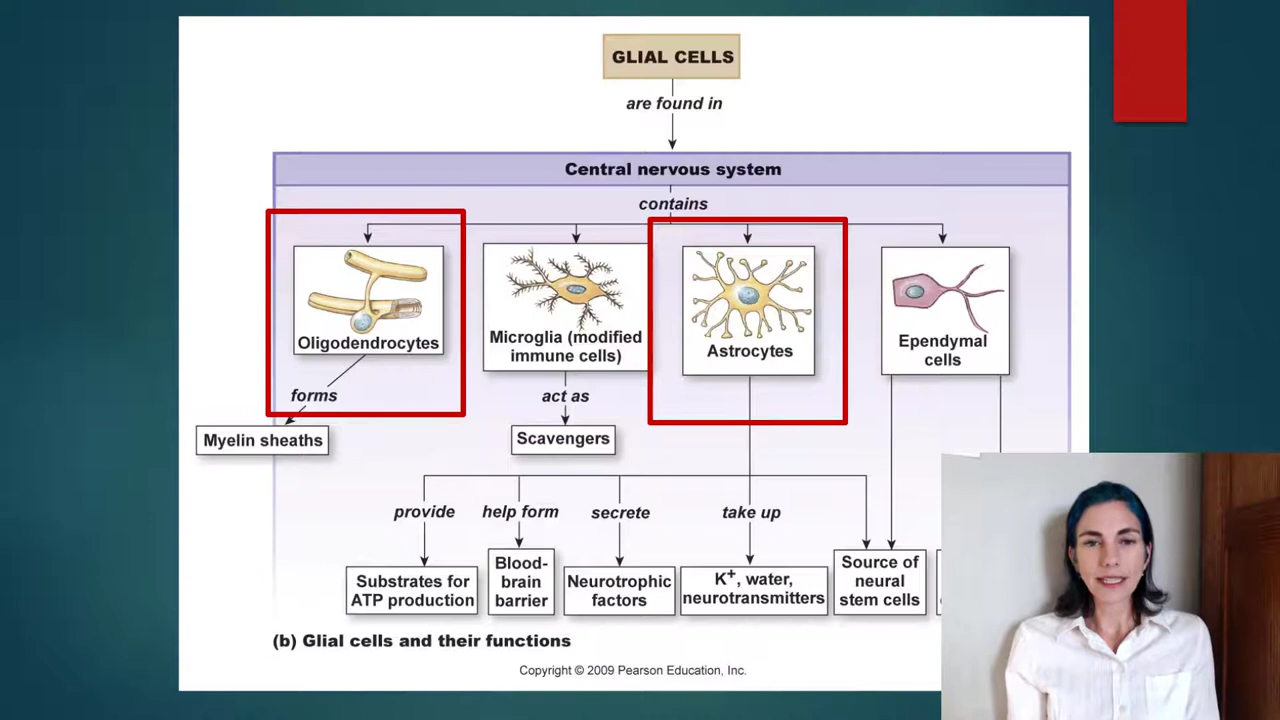 GLIAL CELLS
are found in
Central nervous system
contains
Oligodendrocytes
Microglia (modified
immune cells)
Astrocytes
Ependymal
cells
forms
act as
Myelin sheaths
Scavengers
provide
help form
secrete
take up
Substrates for
ATP production
Blood-
brain
barrier
Neurotrophic
factors
K+, water,
neurotransmitters
Source of
neural
stem cells
(b) Glial cells and their functions
Copyright © 2009 Pearson Education, Inc.